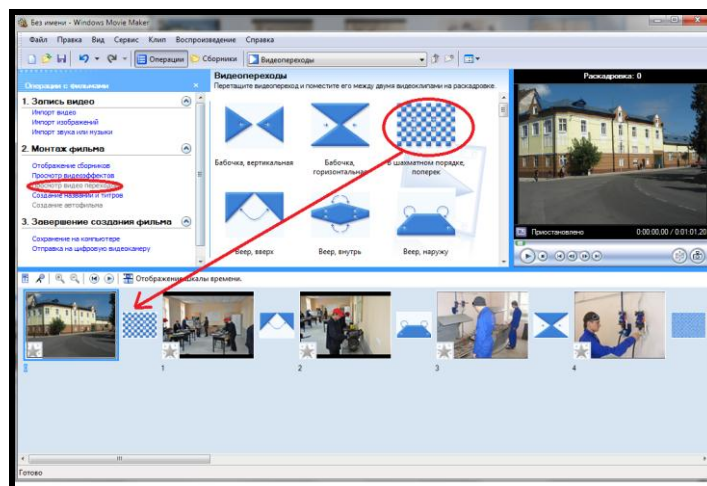 Без имени - Windows Movie Maker
Файл Правка Вид Сервис Клип Воспроизведение Справка
Операции Сборники Видеопереходы
Операции с фильмами
1. Запись видео
Импорт видео
Импорт изображений
Импорт звука или музыки
2. Монтаж фильма
Отображение сборников
Просмотр видеоэффектов
Просмотр видео переходов
Создание названий и титров
Создание автофильма
3. Завершение создания фильма
Сохранение на компьютере
Отправка на цифровую видеокамеру
Видеопереходы
Перетащите видеопереход и поместите его между двумя видеоклипами на раскадровке.
Бабочка, вертикальная
Бабочка,
горизонтальная
В шахматном порядке,
поперек
Веер, вверх
Веер, внутрь
Веер, наружу
Раскадровка: 0
Приостановлено 0:00:00,00 / 0:01:01,20
Отображение шкалы времени.
1 2 3 4
Готово